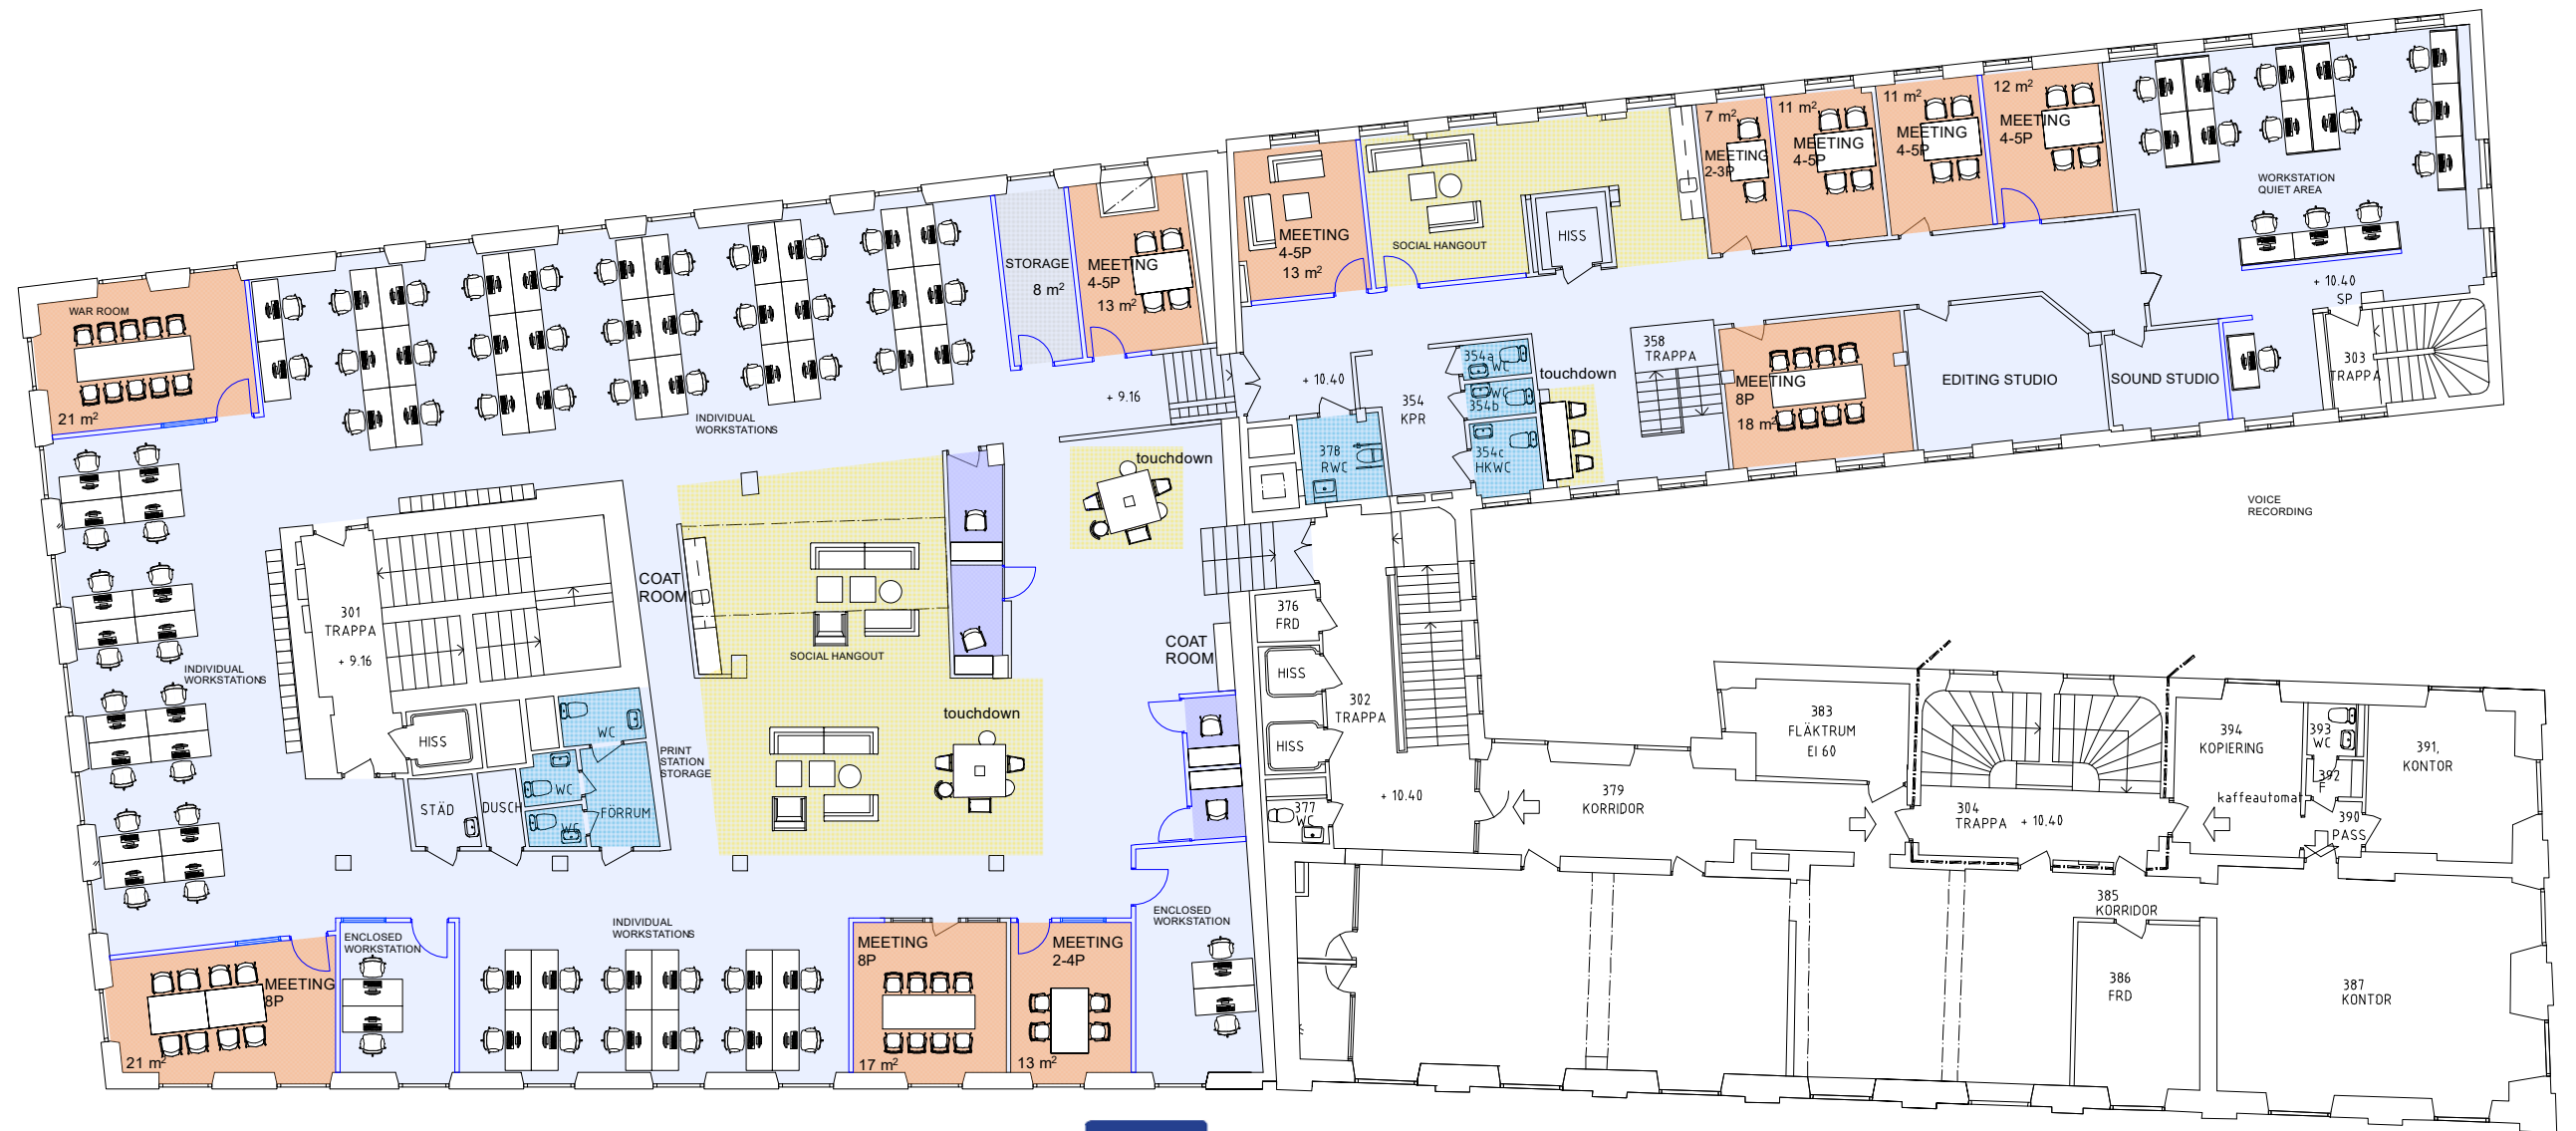 WAR ROOM
21 m²
INDIVIDUAL
WORKSTATIONS
STORAGE
8 m²
MEETING
4-5P
13 m²
+ 9.16
MEETING
4-5P
13 m²
SOCIAL HANGOUT
HISS
7 m²
MEETING
2-3P
11 m²
MEETING
4-5P
11 m²
MEETING
4-5P
12 m²
MEETING
4-5P
WORKSTATION
QUIET AREA
+ 10.40
SP
303
TRAPPA
+ 10.40
354
KPR
354a
WC
WC
354b
354c
HKWC
378
RWC
touchdown
358
TRAPPA
MEETING
8P
18 m²
EDITING STUDIO
SOUND STUDIO
VOICE
RECORDING
touchdown
COAT
ROOM
301
TRAPPA
+ 9.16
SOCIAL HANGOUT
INDIVIDUAL
WORKSTATIONS
COAT
ROOM
touchdown
HISS
WC
PRINT
STATION
STORAGE
WC
STÄD
DUSCH
WC
FÖRRUM
376
FRD
HISS
302
TRAPPA
HISS
+ 10.40
377
WC
379
KORRIDOR
383
FLÄKTRUM
EI 60
304
TRAPPA + 10.40
394
KOPIERING
393
WC
392
F
391,
KONTOR
kaffeautomat
390
PASS
385
KORRIDOR
386
FRD
387
KONTOR
ENCLOSED
WORKSTATION
INDIVIDUAL
WORKSTATIONS
ENCLOSED
WORKSTATION
MEETING
8P
21 m²
MEETING
8P
17 m²
MEETING
2-4P
13 m²